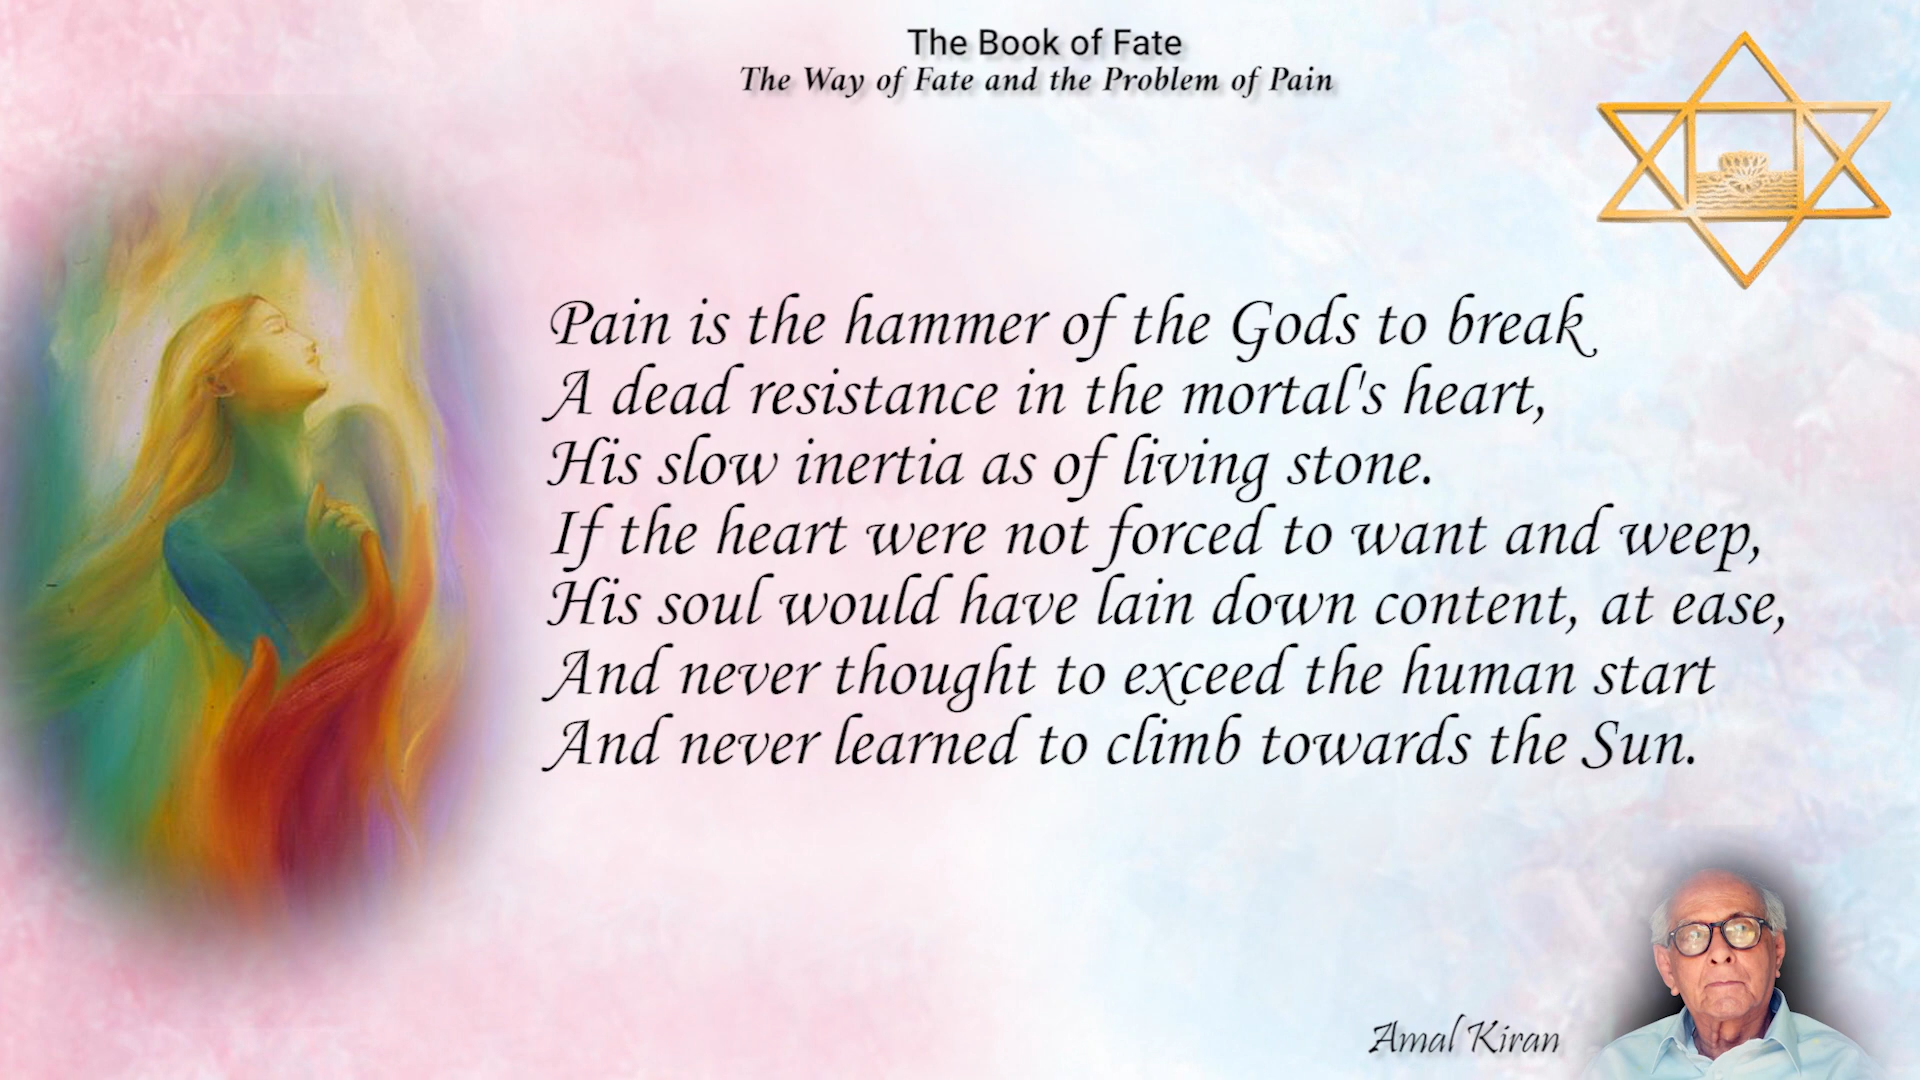 The Book of Fate
The Way of Fate and the Problem of Pain
Pain is the hammer of the Gods to break
A dead resistance in the mortal's heart,
His slow inertia as of living stone.
If the heart were not forced to want and weep,
His soul would have lain down content, at ease,
And never thought to exceed the human start
And never learned to climb towards the Sun.
Amal Kiran